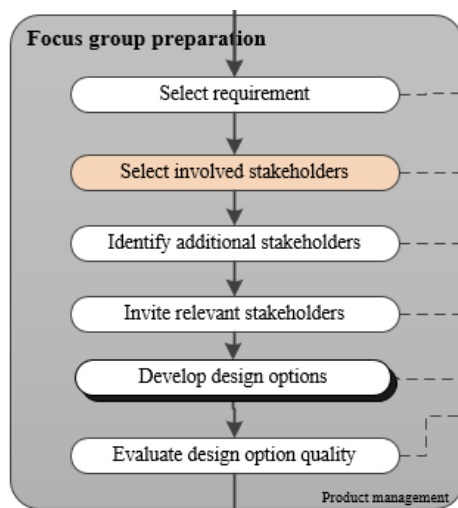 Focus group preparation
Select requirement
Select involved stakeholders
Identify additional stakeholders
Invite relevant stakeholders
Develop design options
Evaluate design option quality
Product management